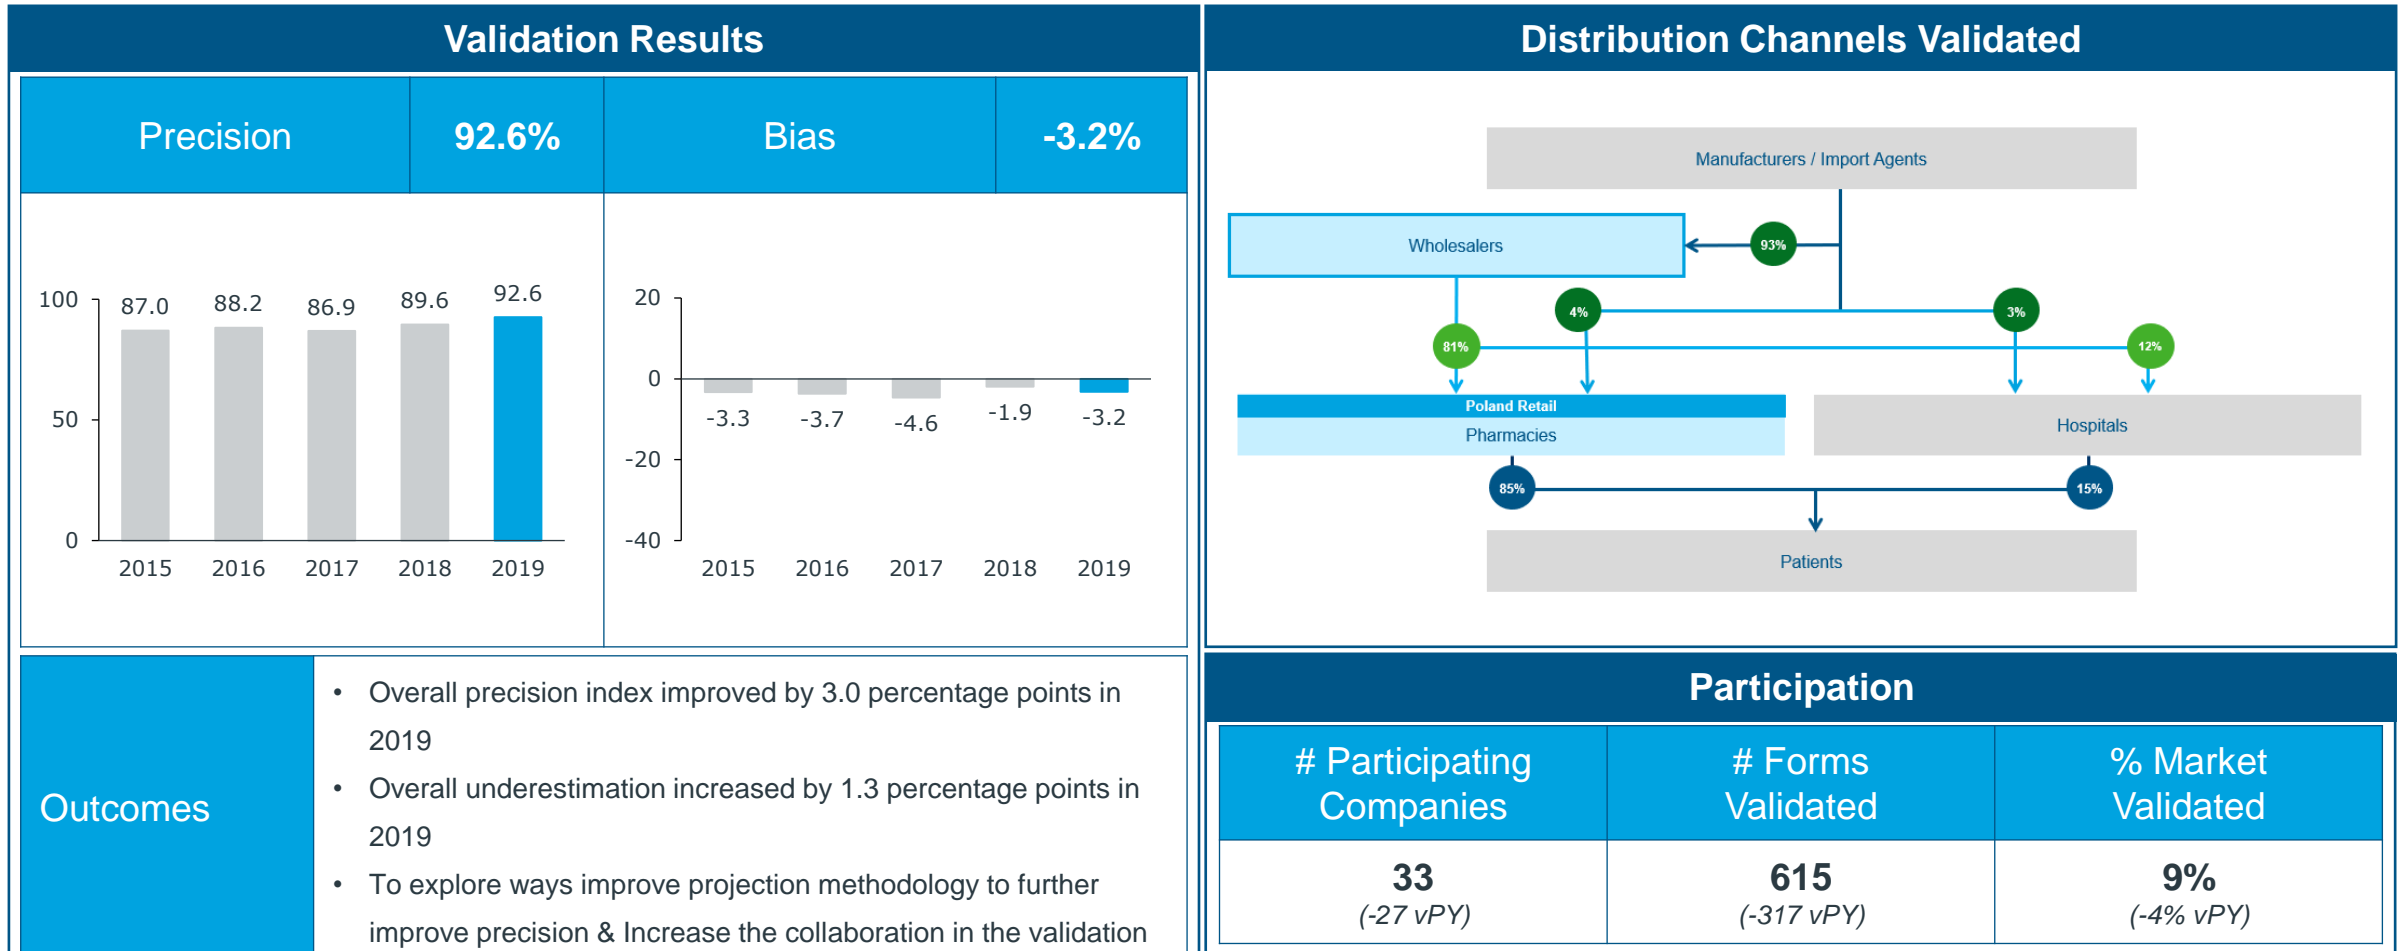 Validation Results
Precision
92.6%
Bias
-3.2%
100
50
0
87.0
88.2
86.9
89.6
92.6
2015
2016
2017
2018
2019
20
0
-20
-40
-3.3
-3.7
-4.6
-1.9
-3.2
2015
2016
2017
2018
2019
Outcomes
• Overall precision index improved by 3.0 percentage points in
2019
• Overall underestimation increased by 1.3 percentage points in
2019
• To explore ways improve projection methodology to further
improve precision & Increase the collaboration in the validation
Distribution Channels Validated
Manufacturers / Import Agents
Wholesalers
93%
4%
3%
81%
12%
Poland Retail
Pharmacies
Hospitals
85%
15%
Patients
Participation
# Participating
Companies
# Forms
Validated
% Market
Validated
33
(-27 vPY)
615
(-317 vPY)
9%
(-4% vPY)